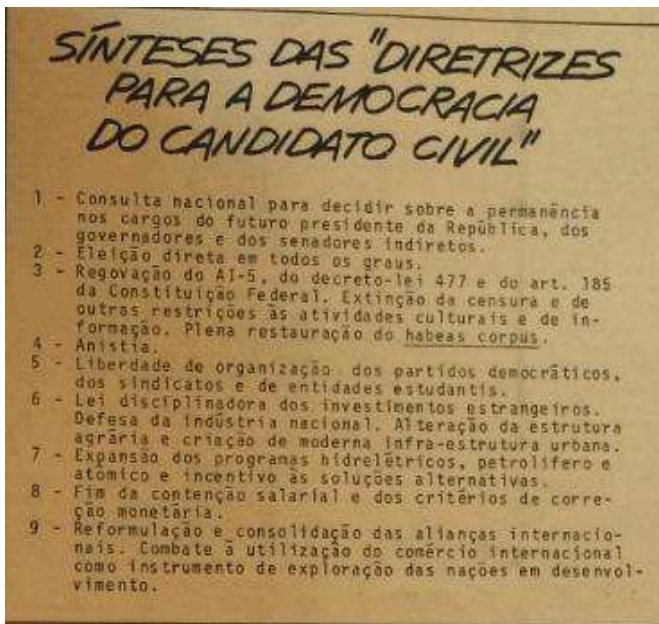 SÍNTESES DAS "DIRETRIZES
PARA A DEMOCRACIA
DO CANDIDATO CIVIL"
1 - Consulta nacional para decidir sobre a permanência
nos cargos do futuro presidente da República, dos
governadores e dos senadores indiretos.
2 - Eleição direta em todos os graus.
3 - Regovação do AI-5, do decreto-lei 477 e do art. 185
da Constituição Federal. Extinção da censura e de
outras restrições às atividades culturais e de in-
formação. Plena restauração do habeas corpus.
4 - Anistia.
5 - Liberdade de organização dos partidos democráticos,
dos sindicatos e de entidades estudantis.
6 - Lei disciplinadora dos investimentos estrangeiros.
Defesa da indústria nacional. Alteração da estrutura
agrária e criação de moderna infra-estrutura urbana.
7 - Expansão dos programas hidrelétricos, petrolífero e
atômico e incentivo às soluções alternativas.
8 - Fim da contenção salarial e dos critérios de corre-
ção monetária.
9 - Reformulação e consolidação das alianças internacio-
nais. Combate à utilização do comércio internacional
como instrumento de exploração das nações em desenvol-
vimento.